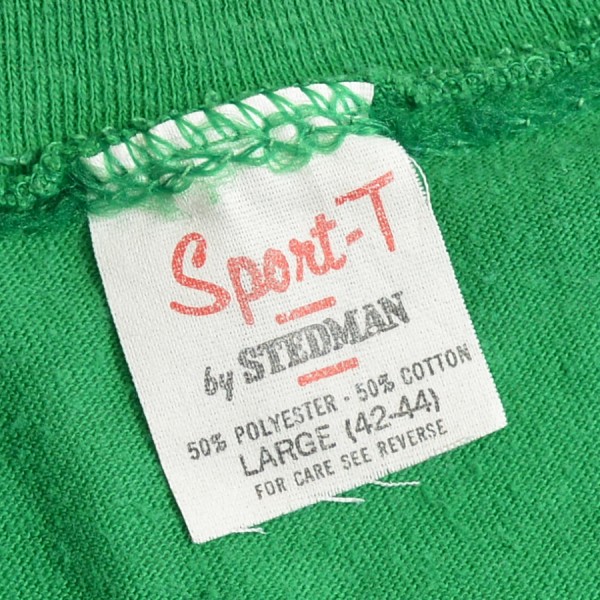 Sport-T
by STEDMAN
50% POLYESTER · 50% COTTON
LARGE (42-44)
FOR CARE SEE REVERSE